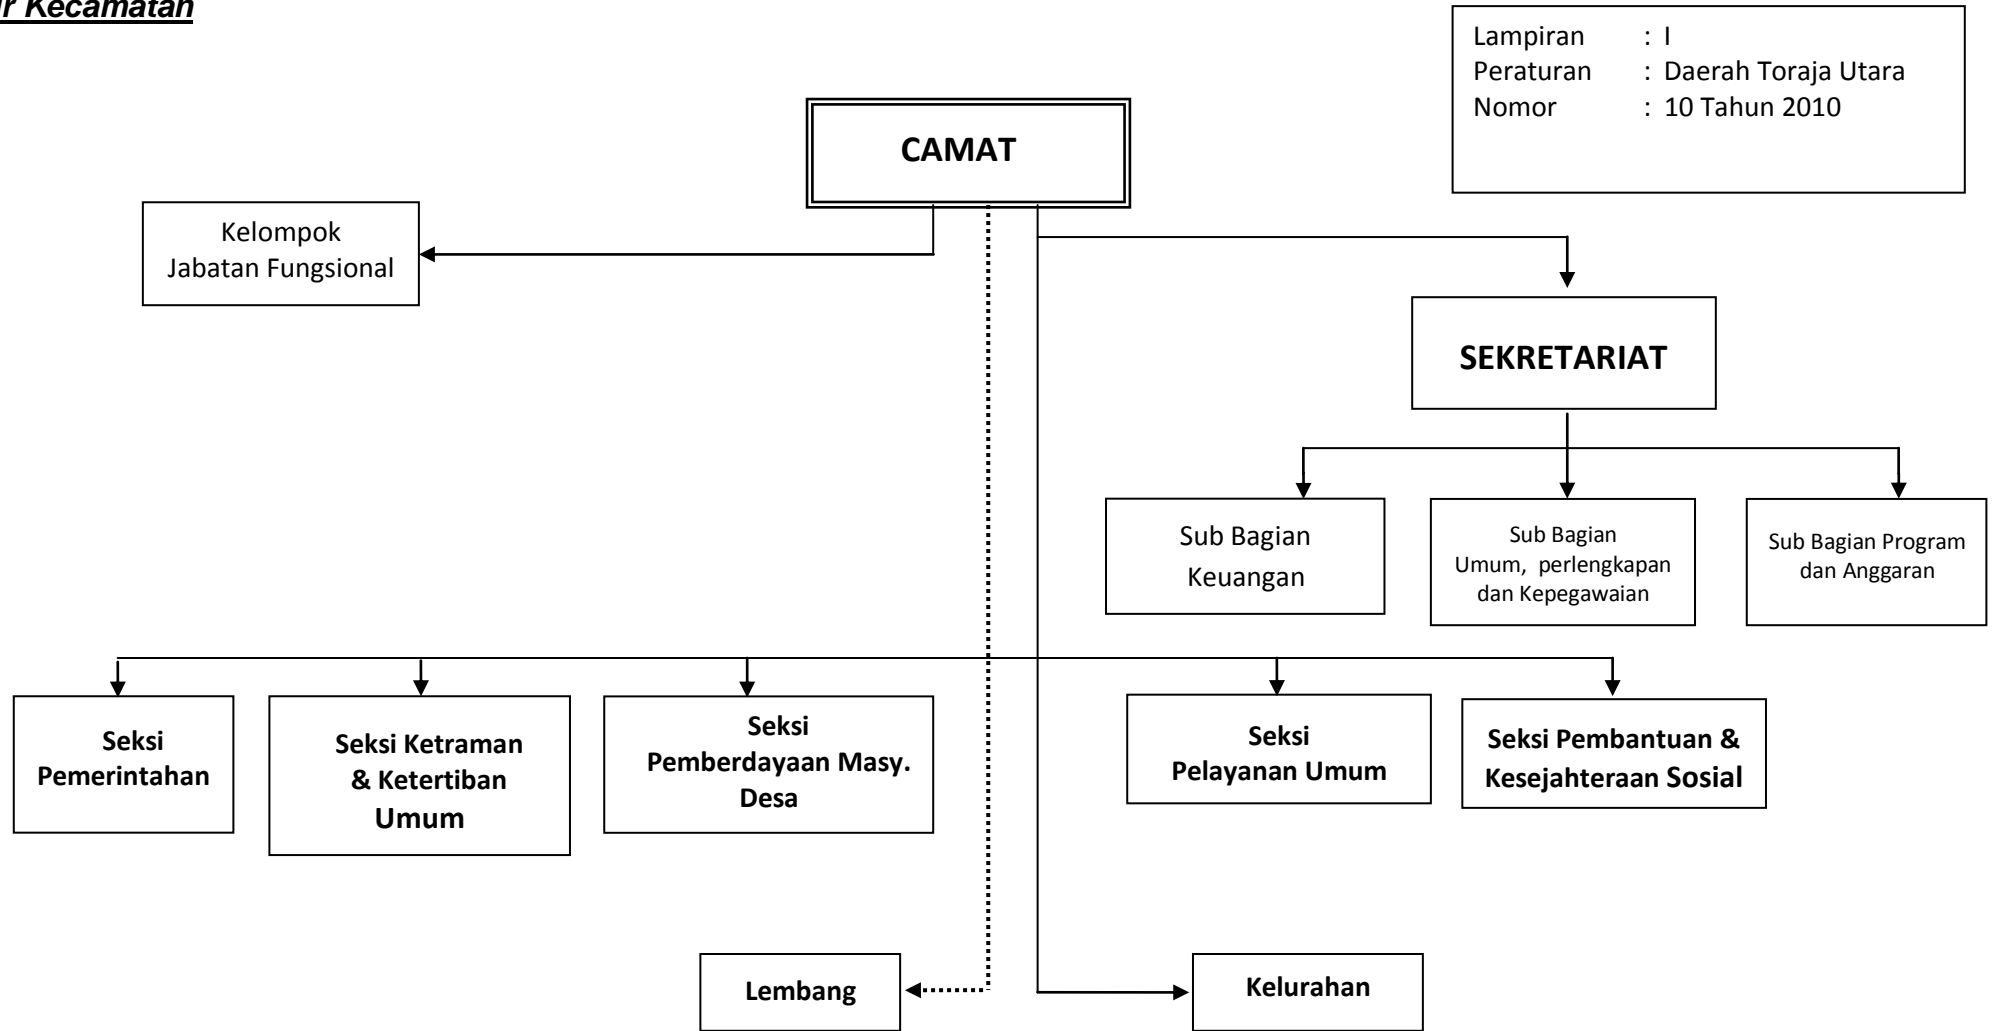 Kecamatan
Lampiran : I
Peraturan : Daerah Toraja Utara
Nomor : 10 Tahun 2010
CAMAT
Kelompok
Jabatan Fungsional
SEKRETARIAT
Sub Bagian
Keuangan
Sub Bagian
Umum, perlengkapan
dan Kepegawaian
Sub Bagian Program
dan Anggaran
Seksi
Pemerintahan
Seksi Ketraman
& Ketertiban
Umum
Seksi
Pemberdayaan Masy.
Desa
Seksi
Pelayanan Umum
Seksi Pembantuan &
Kesejahteraan Sosial
Lembang
Kelurahan